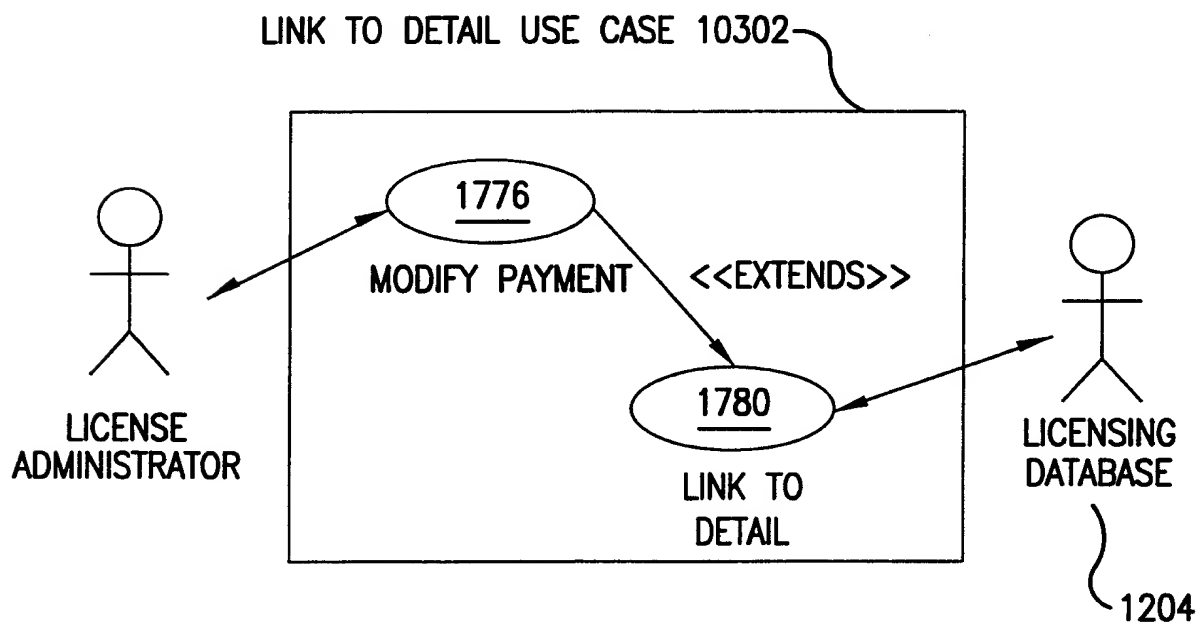 LINK TO DETAIL USE CASE 10302
1776
MODIFY PAYMENT
<<EXTENDS>>
1780
LINK TO
DETAIL
LICENSE
ADMINISTRATOR
LICENSING
DATABASE
1204